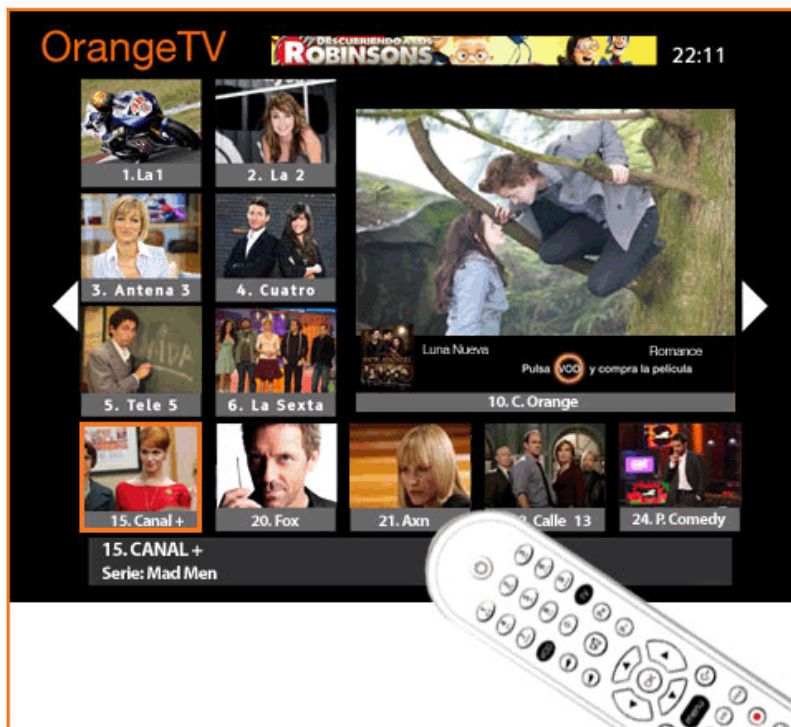 OrangeTV
DESCUBRIENDO A LOS
ROBINSONS
22:11
1. La 1
2. La 2
3. Antena 3
4. Cuatro
5. Tele 5
6. La Sexta
Luna Nueva
Romance
Pulsa VOD y compra la película
10. C. Orange
15. Canal +
20. Fox
21. Axn
Calle 13
24. P. Comedy
15. CANAL +
Serie: Mad Men
OK